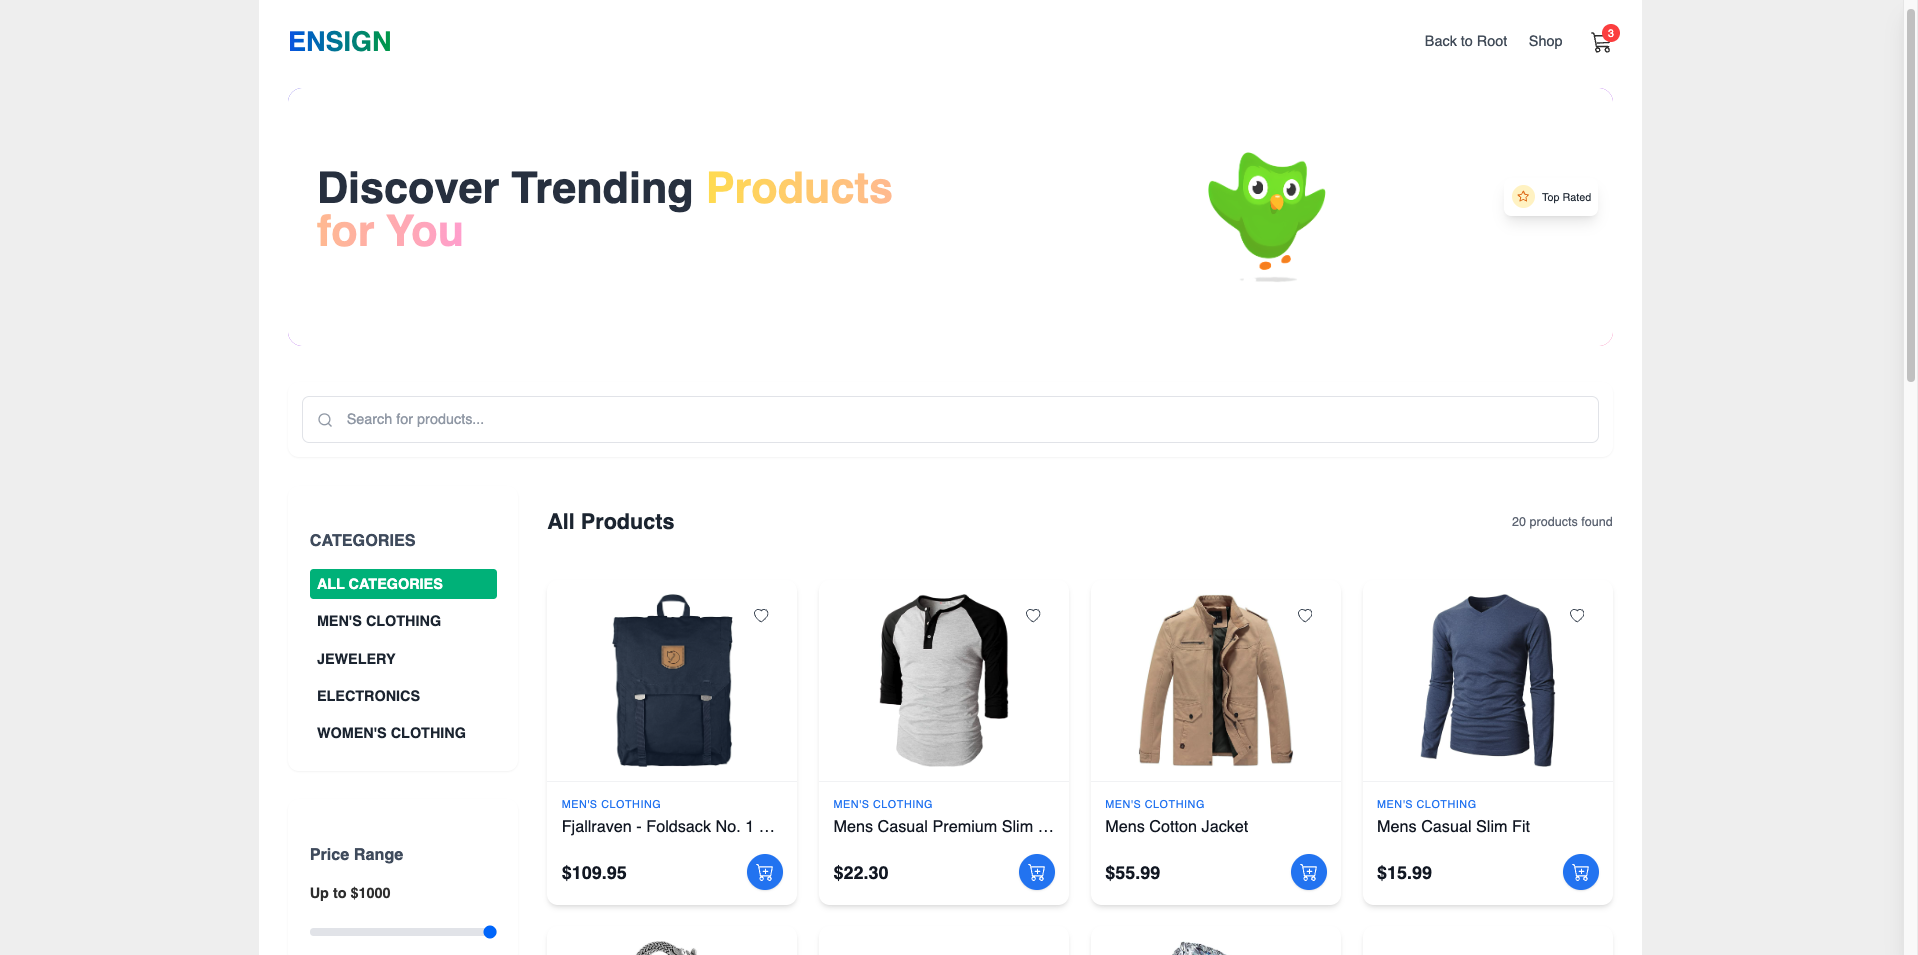 ENSIGN
Back to Root
Shop
3
Discover Trending Products
for You
Top Rated
Search for products...
CATEGORIES
ALL CATEGORIES
MEN'S CLOTHING
JEWELERY
ELECTRONICS
WOMEN'S CLOTHING
Price Range
Up to $1000
All Products
20 products found
MEN'S CLOTHING
Fjallraven - Foldsack No. 1 ...
$109.95
MEN'S CLOTHING
Mens Casual Premium Slim ...
$22.30
MEN'S CLOTHING
Mens Cotton Jacket
$55.99
MEN'S CLOTHING
Mens Casual Slim Fit
$15.99